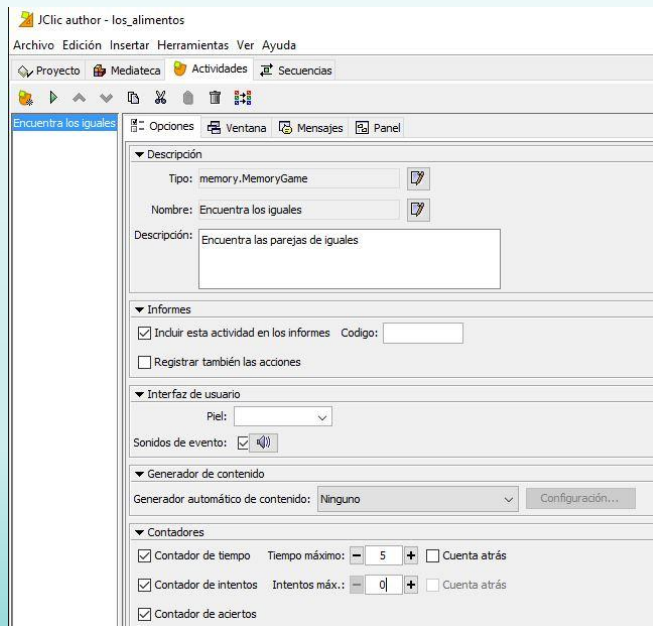 JClic author - los_alimentos
Archivo Edición Insertar Herramientas Ver Ayuda
Proyecto Mediateca Actividades Secuencias
Encuentra los iguales
Opciones Ventana Mensajes Panel
Descripción
Tipo: memory.MemoryGame
Nombre: Encuentra los iguales
Descripción: Encuentra las parejas de iguales
Informes
Incluir esta actividad en los informes Codigo:
Registrar también las acciones
Interfaz de usuario
Piel:
Sonidos de evento:
Generador de contenido
Generador automático de contenido: Ninguno Configuración...
Contadores
Contador de tiempo Tiempo máximo: 5 Cuenta atrás
Contador de intentos Intentos máx.: 0 Cuenta atrás
Contador de aciertos